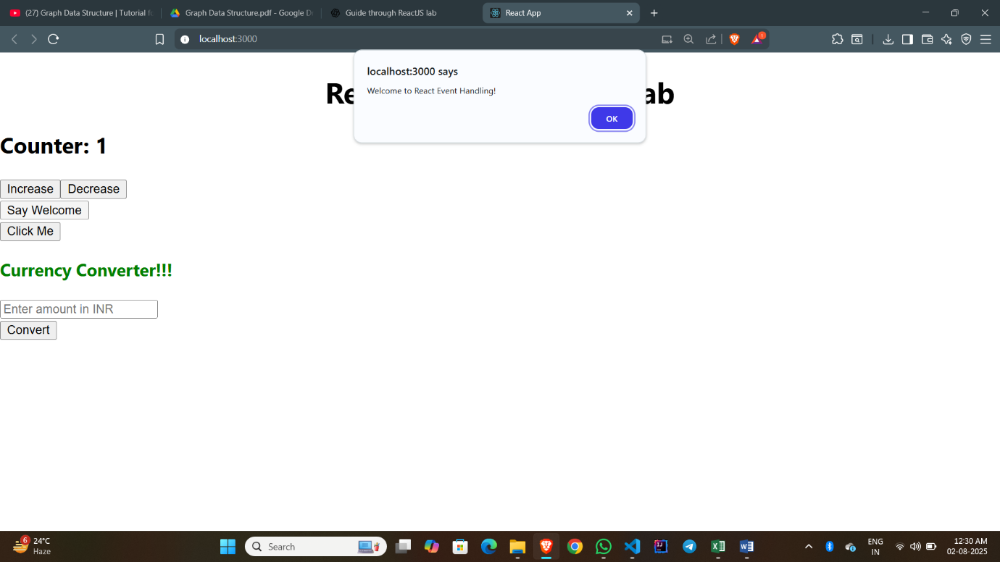 (27) Graph Data Structure | Tutorial fo
Graph Data Structure.pdf - Google D
Guide through ReactJS lab
React App
localhost:3000
1
localhost:3000 says
Welcome to React Event Handling!
OK
Re
ab
Counter: 1
Increase Decrease
Say Welcome
Click Me
Currency Converter!!!
Enter amount in INR
Convert
6
24°C
Haze
Search
ENG
IN
12:30 AM
02-08-2025